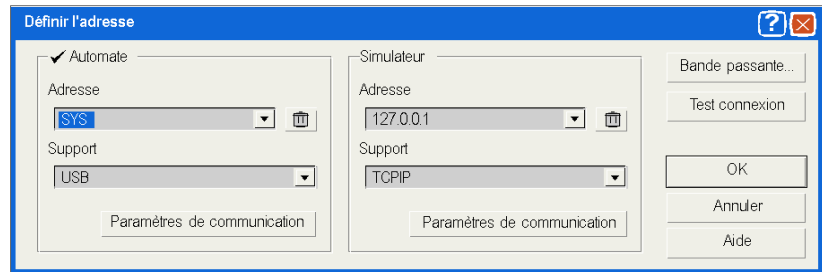 Définir l'adresse
?
Automate
Adresse
SYS
Support
USB
Paramètres de communication
Simulateur
Adresse
127.0.0.1
Support
TCPIP
Paramètres de communication
Bande passante...
Test connexion
OK
Annuler
Aide